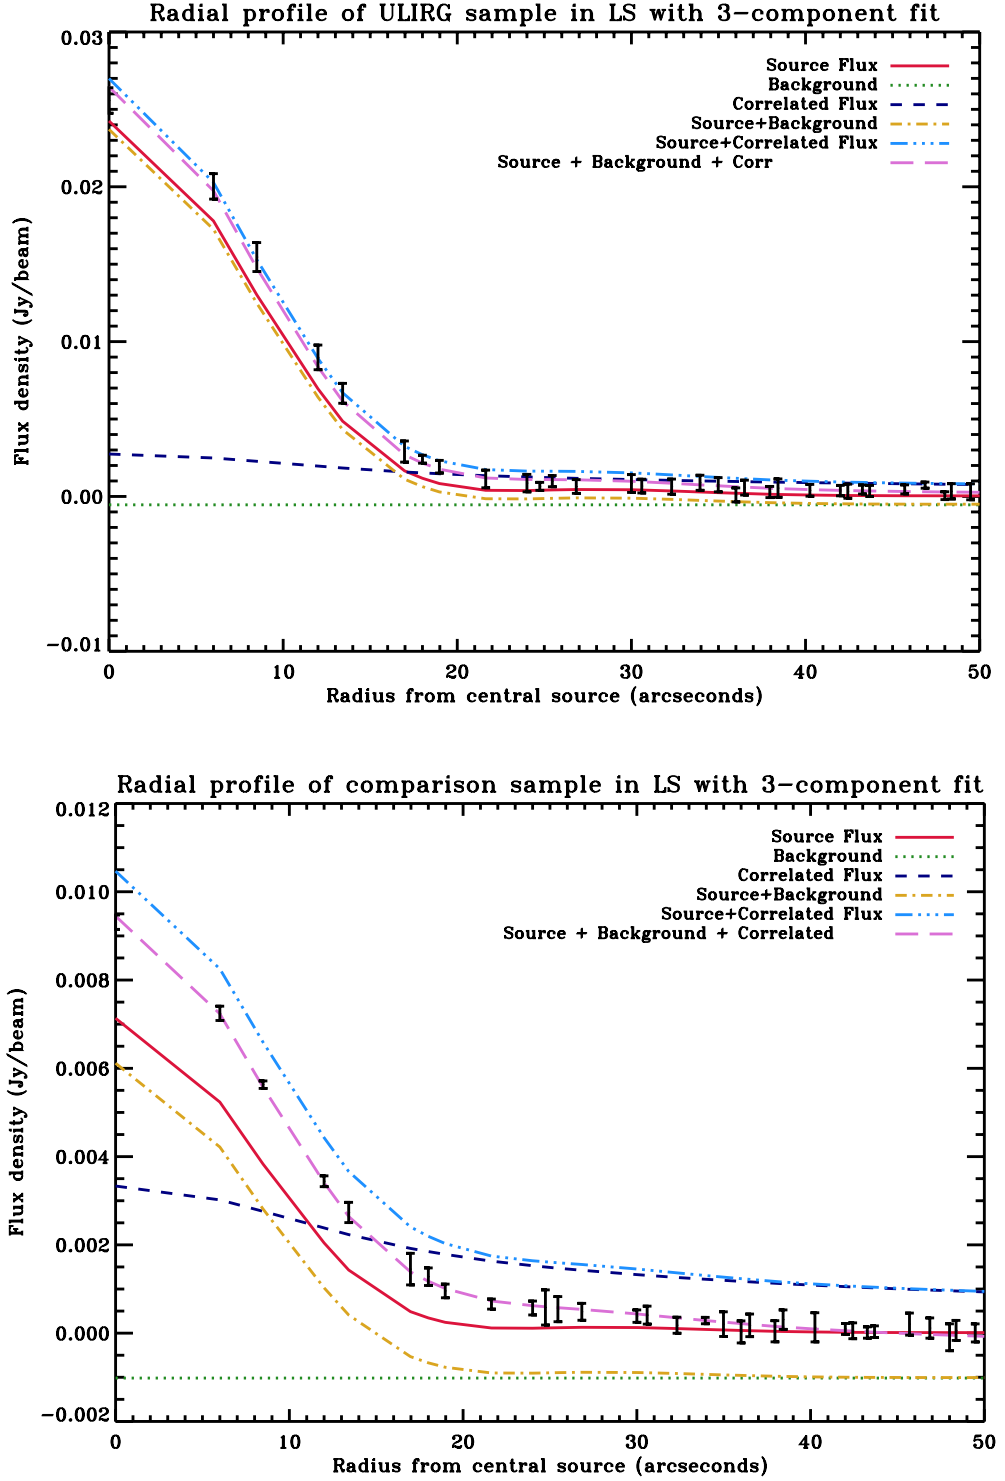 Radial profile of ULIRG sample in LS with 3-component fit
0.03
Source Flux
Background
Correlated Flux
Source+Background
Source+Correlated Flux
Source + Background + Corr
0.02
0.01
0.00
-0.01
Flux density (Jy/beam)
0 10 20 30 40 50
Radius from central source (arcseconds)
Radial profile of comparison sample in LS with 3-component fit
0.012
Source Flux
Background
Correlated Flux
Source+Background
Source+Correlated Flux
Source + Background + Correlated
0.010
0.008
0.006
0.004
0.002
0.000
-0.002
Flux density (Jy/beam)
0 10 20 30 40 50
Radius from central source (arcseconds)